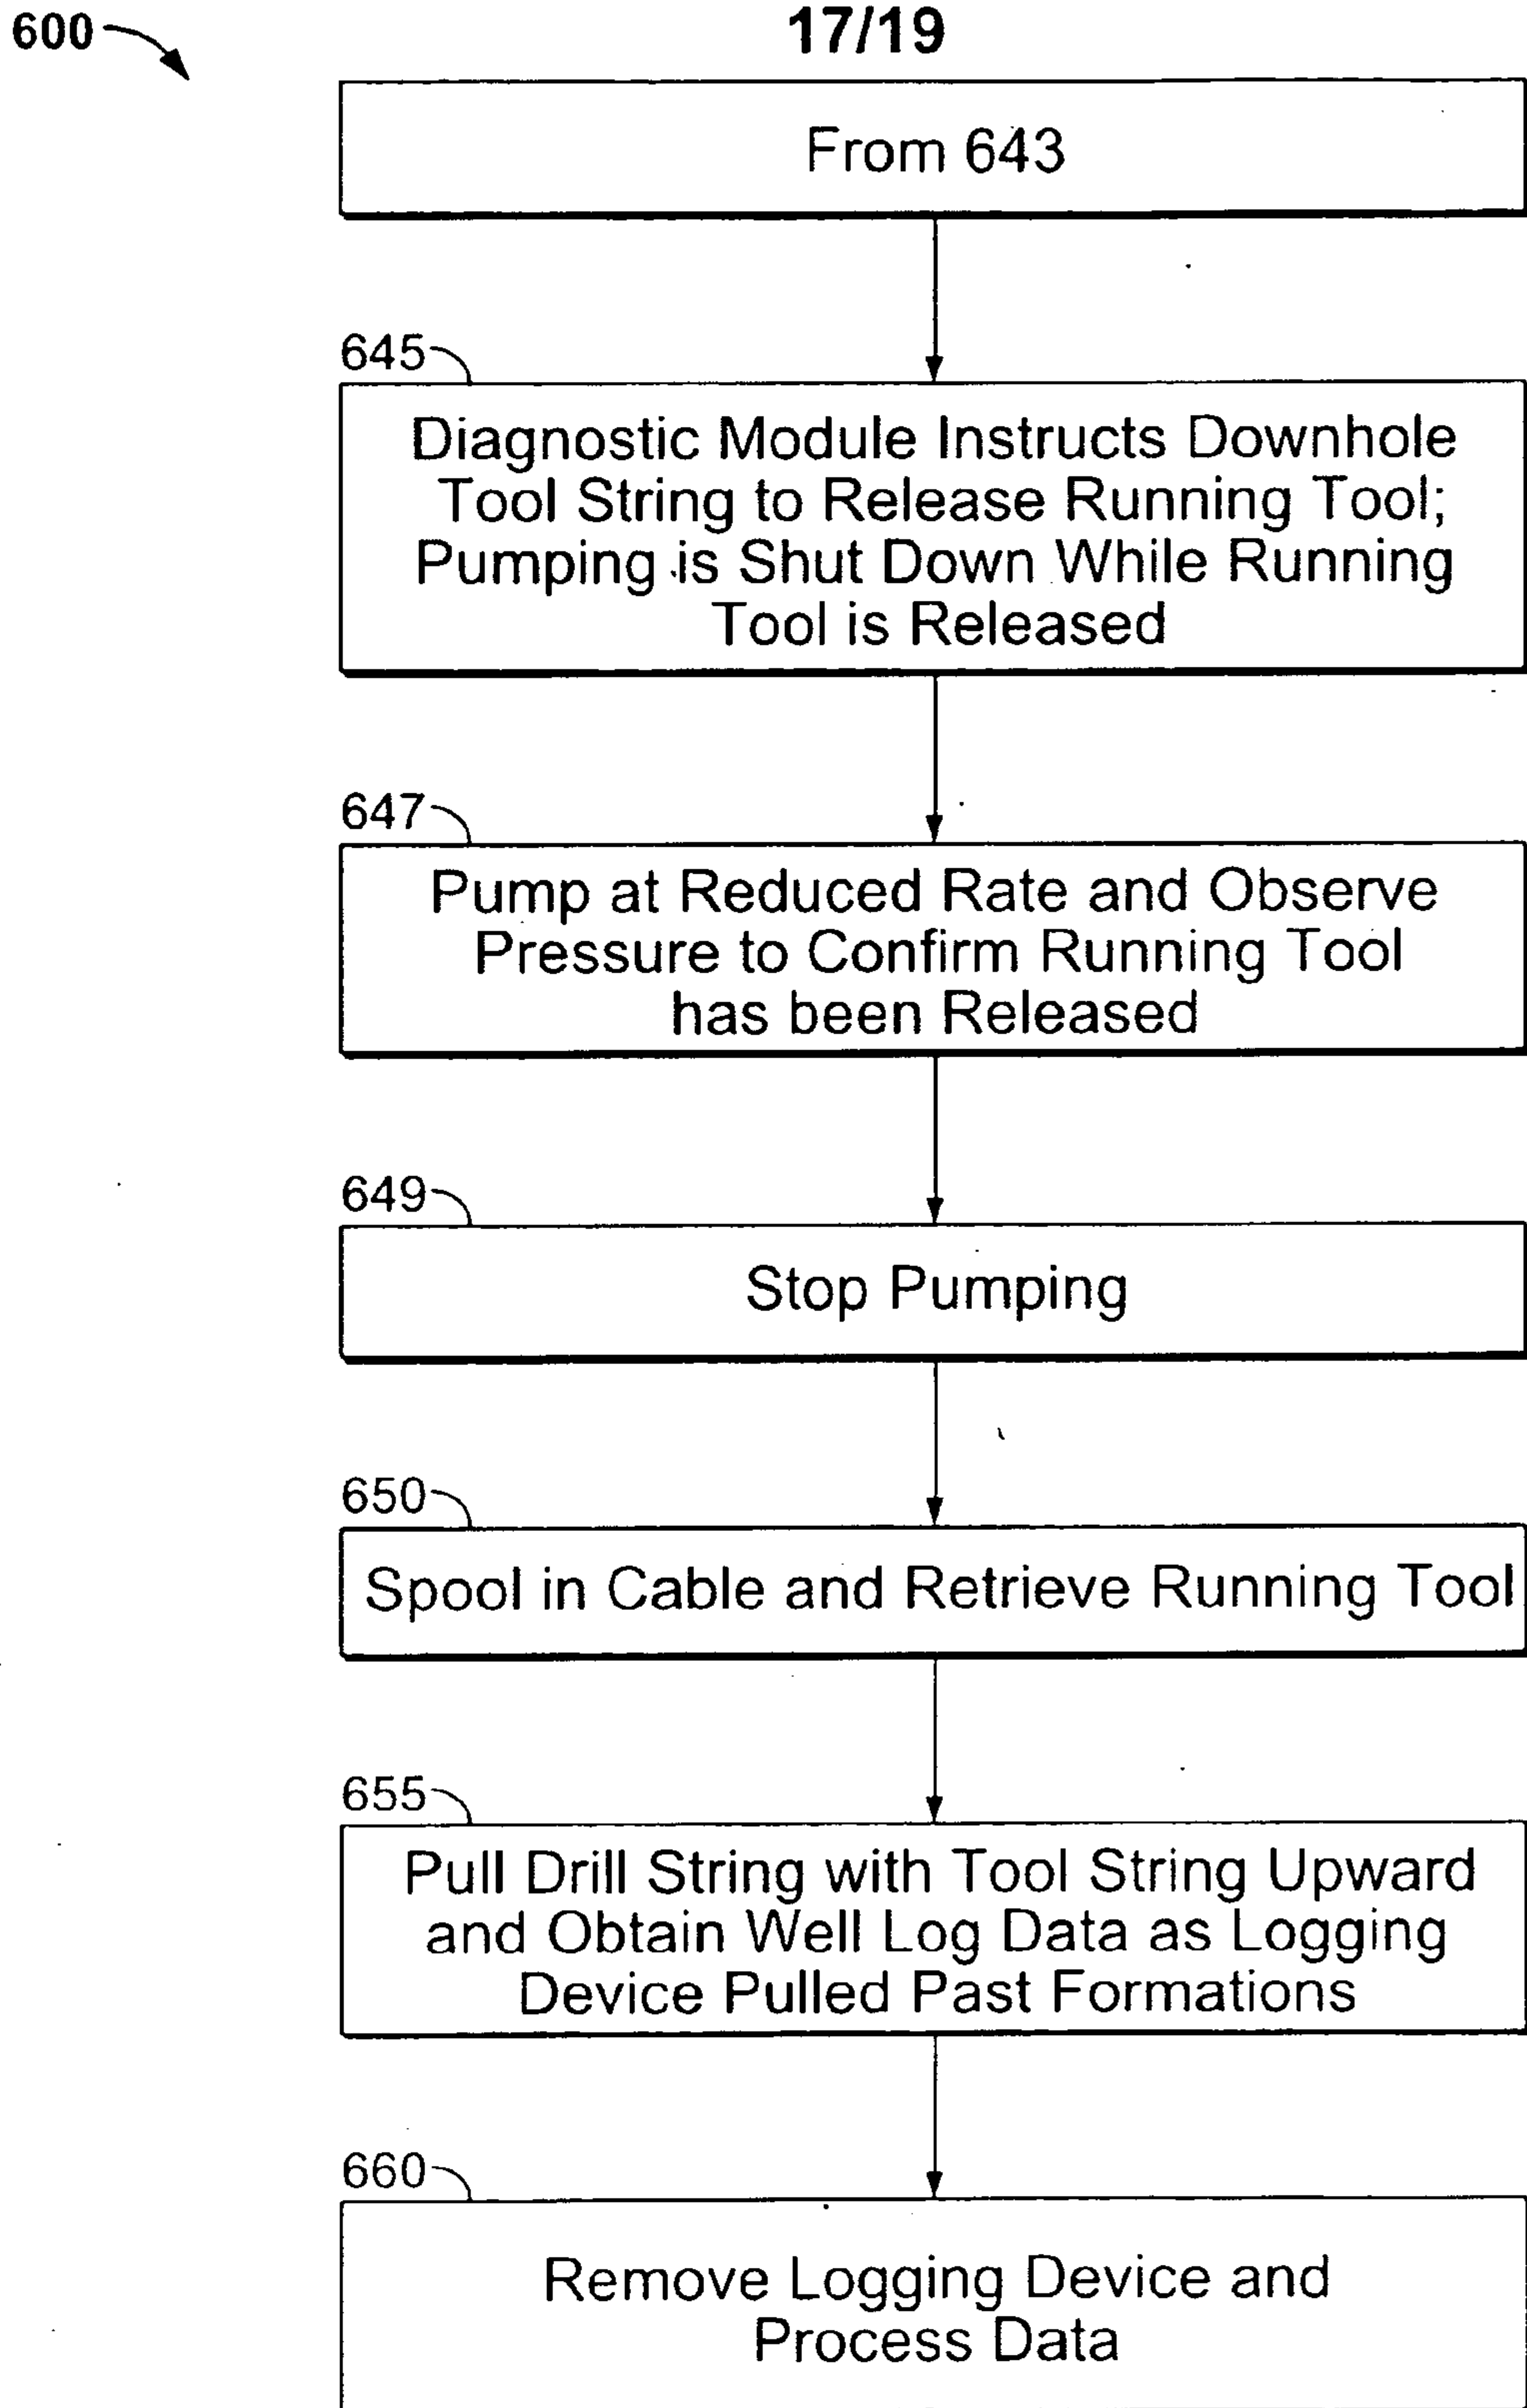 600
17/19
From 643
645
Diagnostic Module Instructs Downhole
Tool String to Release Running Tool;
Pumping is Shut Down While Running
Tool is Released
647
Pump at Reduced Rate and Observe
Pressure to Confirm Running Tool
has been Released
649
Stop Pumping
650
Spool in Cable and Retrieve Running Tool
655
Pull Drill String with Tool String Upward
and Obtain Well Log Data as Logging
Device Pulled Past Formations
660
Remove Logging Device and
Process Data